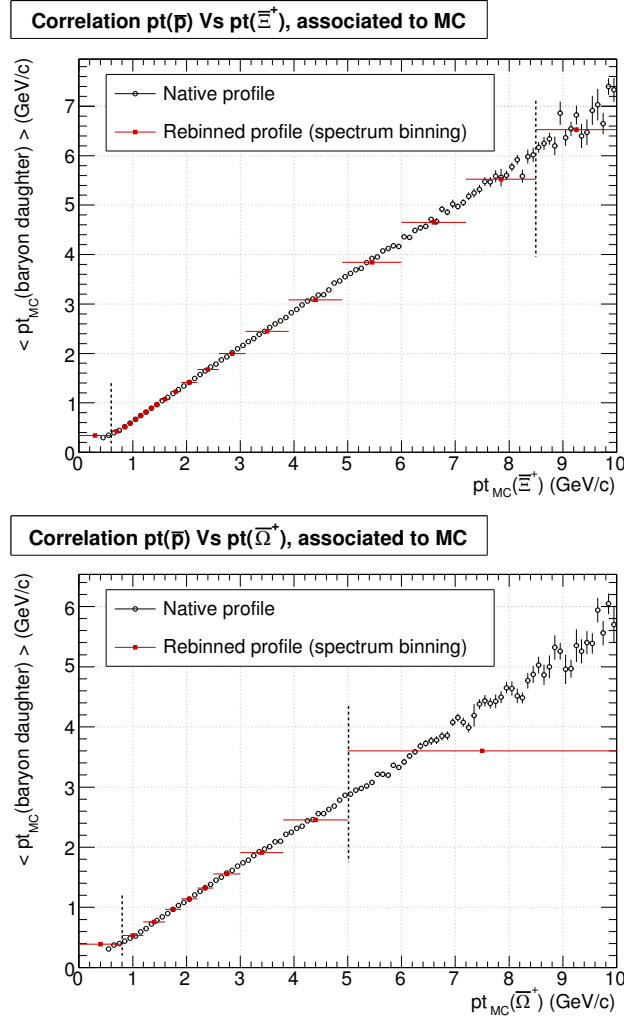 Correlation pt(p̅) Vs pt(Ξ̅⁺), associated to MC
< pt_MC(baryon daughter) > (GeV/c)
Native profile
Rebinned profile (spectrum binning)
7
6
5
4
3
2
1
0
0 1 2 3 4 5 6 7 8 9 10
pt_MC(Ξ̅⁺) (GeV/c)
Correlation pt(p̅) Vs pt(Ω̅⁺), associated to MC
< pt_MC(baryon daughter) > (GeV/c)
Native profile
Rebinned profile (spectrum binning)
6
5
4
3
2
1
0
0 1 2 3 4 5 6 7 8 9 10
pt_MC(Ω̅⁺) (GeV/c)